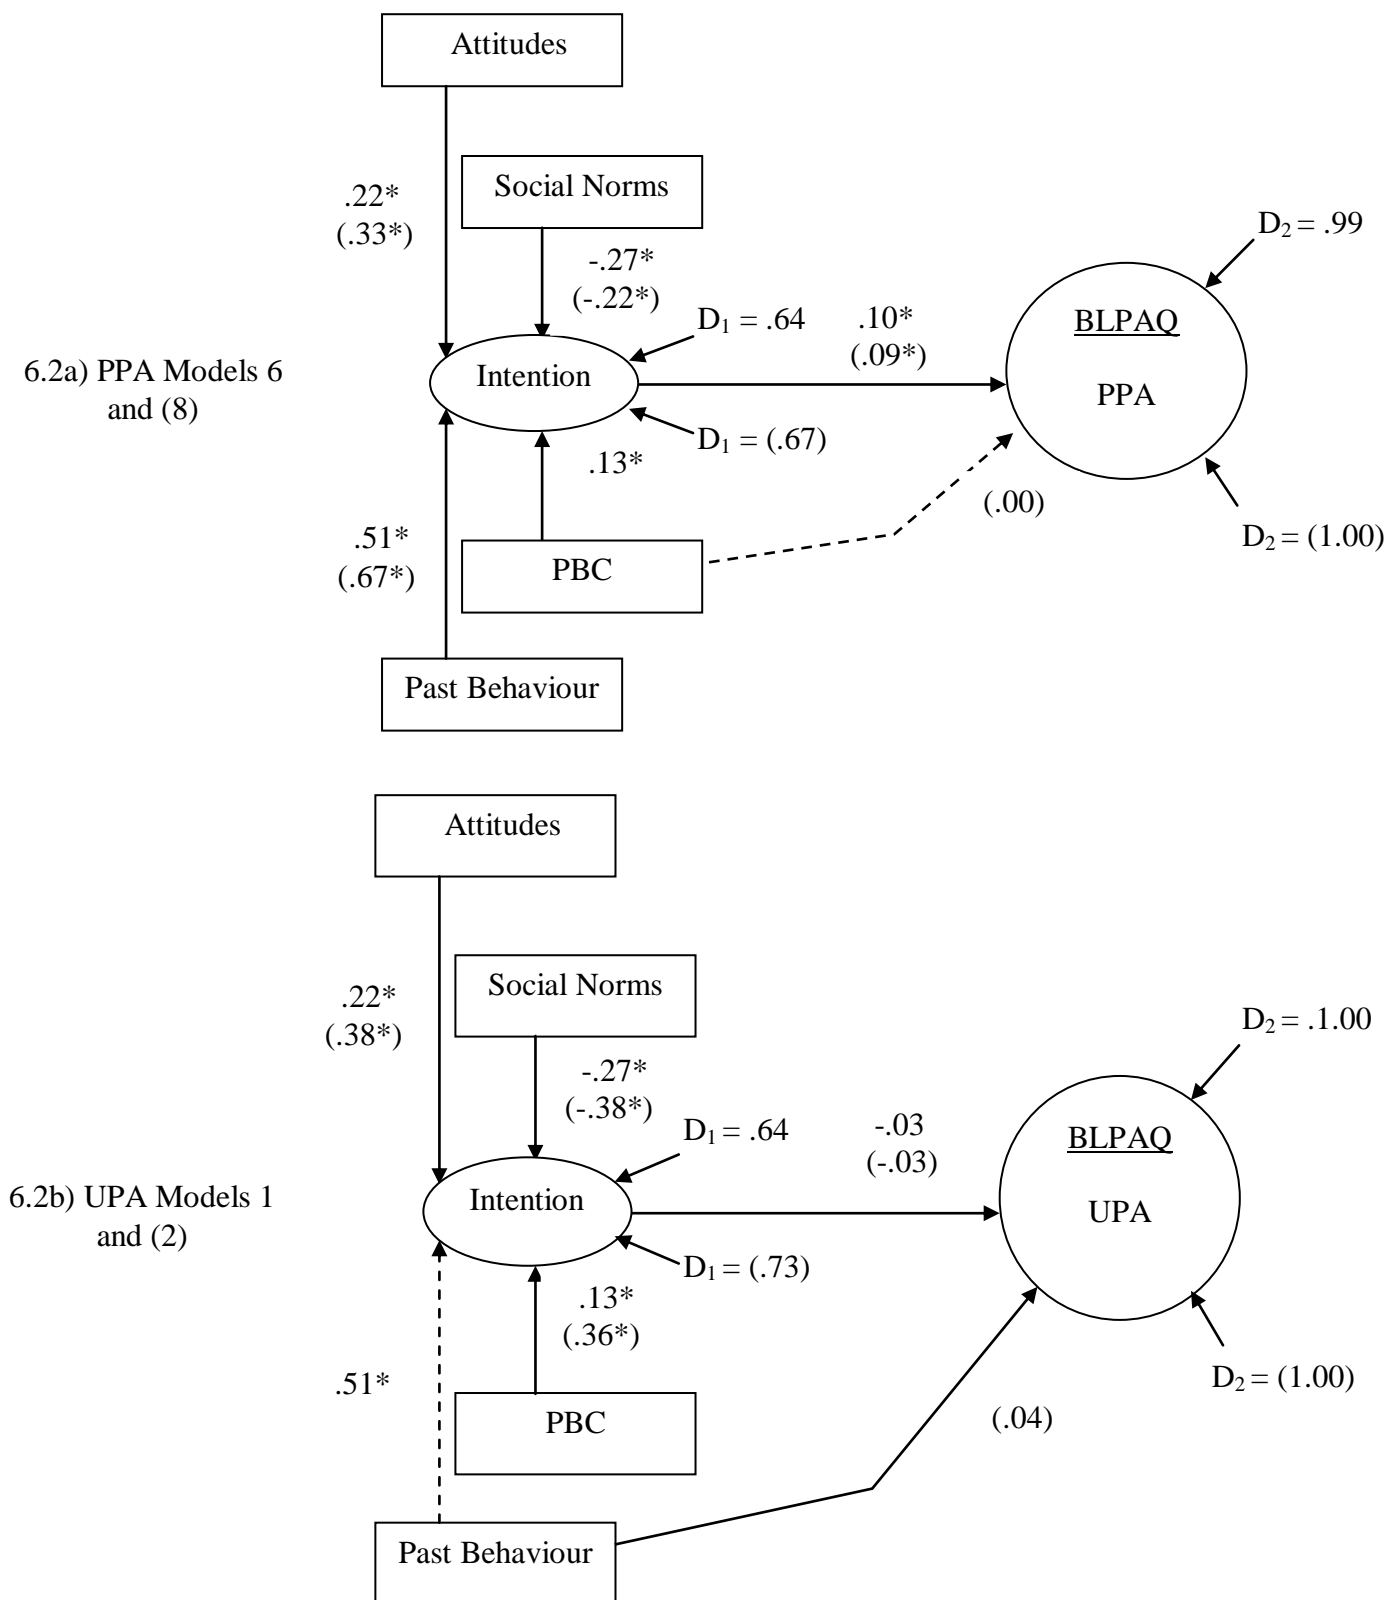 Attitudes
.22*
(.33*)
Social Norms
-.27*
(-.22*)
D₂ = .99
D₁ = .64
.10*
(.09*)
BLPAQ
PPA
6.2a) PPA Models 6
and (8)
Intention
D₁ = (.67)
.13*
(.00)
D₂ = (1.00)
.51*
(.67*)
PBC
Past Behaviour
Attitudes
.22*
(.38*)
Social Norms
-.27*
(-.38*)
D₂ = .1.00
D₁ = .64
-.03
(-.03)
BLPAQ
UPA
6.2b) UPA Models 1
and (2)
Intention
D₁ = (.73)
.13*
(.36*)
.51*
D₂ = (1.00)
PBC
(.04)
Past Behaviour